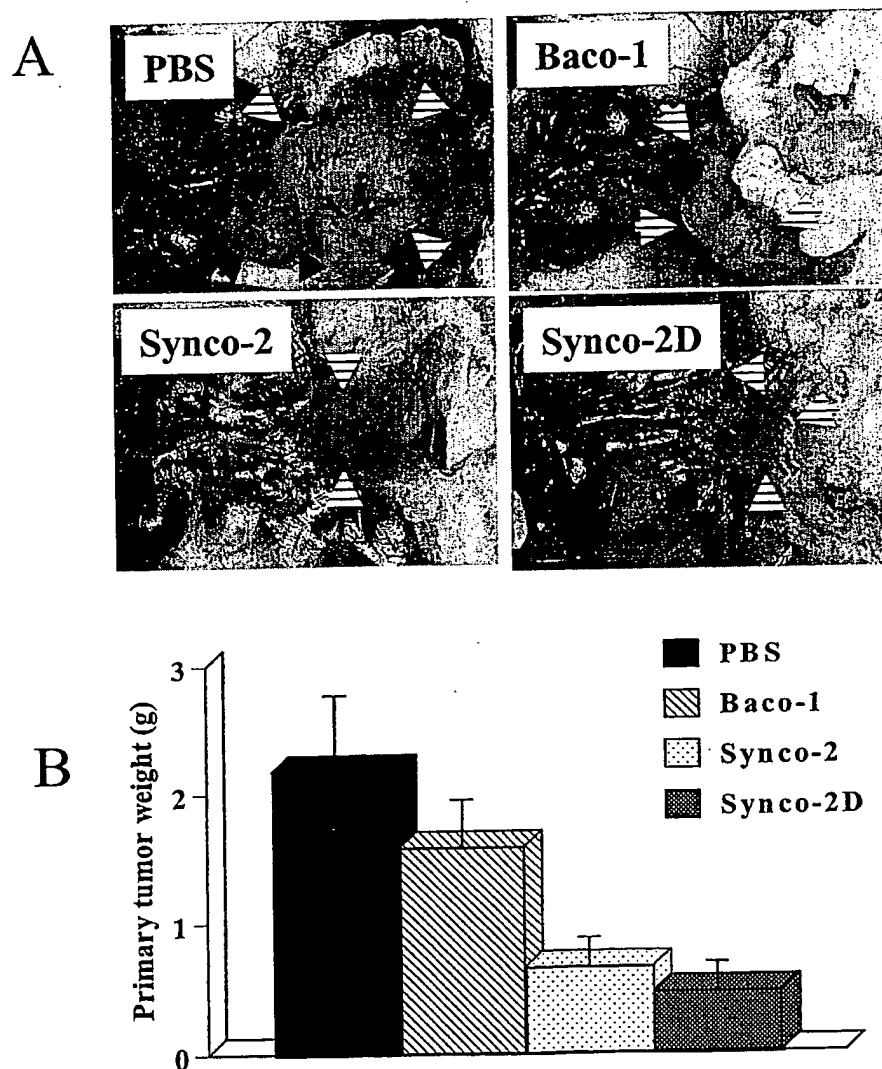 A
PBS
Baco-1
Synco-2
Synco-2D
B
Primary tumor weight (g)
3
2
1
0
PBS
Baco-1
Synco-2
Synco-2D